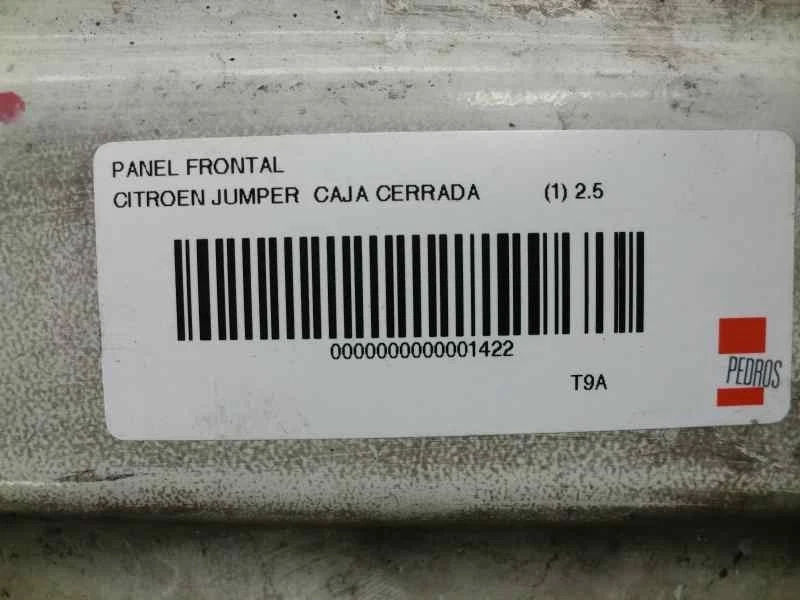 PANEL FRONTAL
CITROEN JUMPER CAJA CERRADA (1) 2.5
0000000000001422
T9A
PEDROS